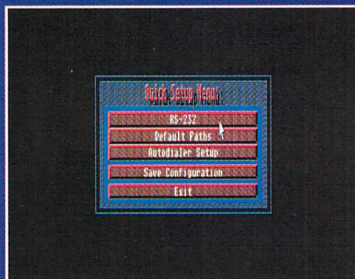 Quick Setup Menu
RS-232
Default Paths
Autodialer Setup
Save Configuration
Exit